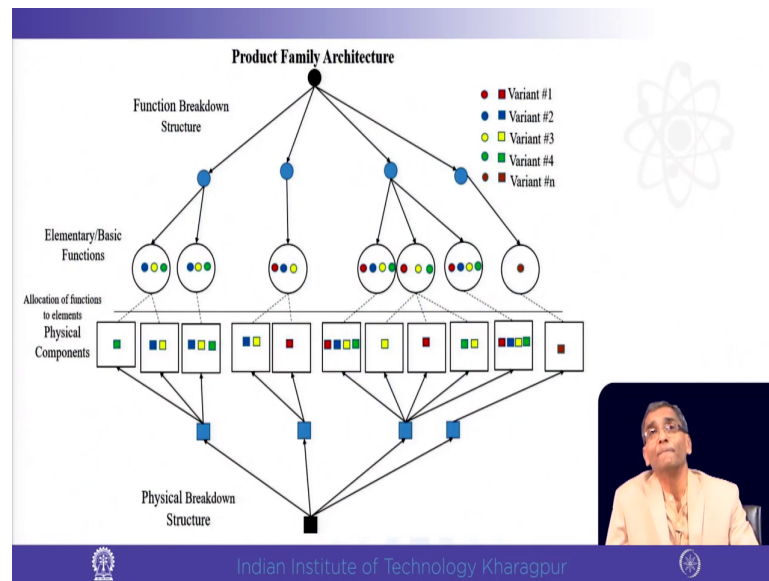 Product Family Architecture
Function Breakdown
Structure
Variant #1
Variant #2
Variant #3
Variant #4
Variant #n
Elementary/Basic
Functions
Allocation of functions
to elements
Physical
Components
Physical Breakdown
Structure
Indian Institute of Technology Kharagpur